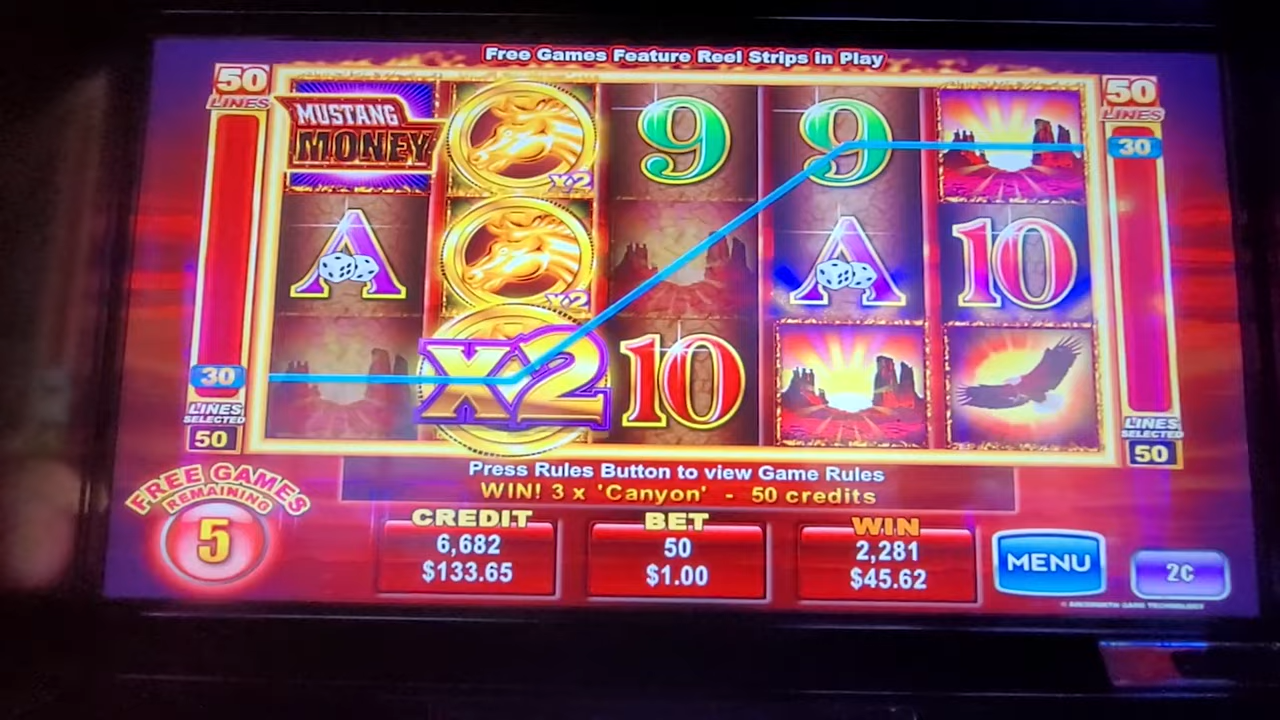 Free Games Feature Reel Strips in Play
50
LINES
50
LINES
MUSTANG
MONEY
9
9
30
X2
A
X2
A
10
X2
10
30
LINES
SELECTED
50
LINES
SELECTED
50
Press Rules Button to view Game Rules
WIN! 3 x 'Canyon' - 50 credits
FREE GAMES
REMAINING
5
CREDIT
6,682
$133.65
BET
50
$1.00
WIN
2,281
$45.62
MENU
2C